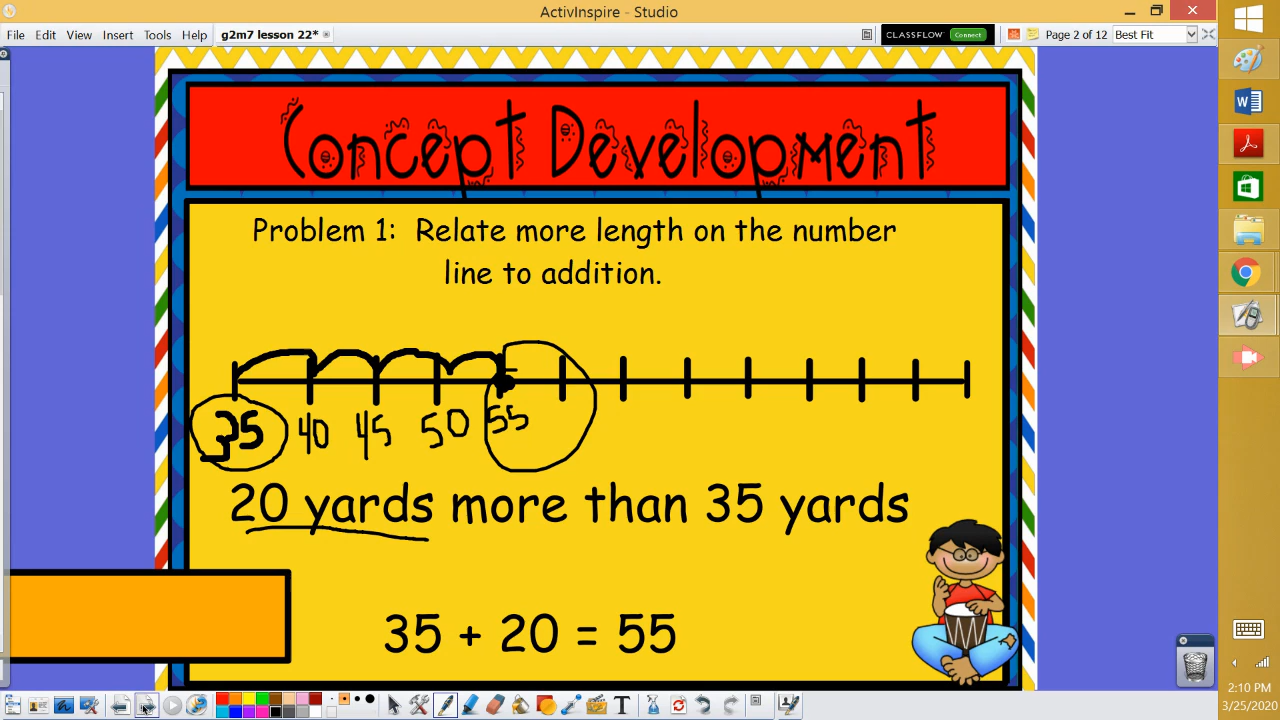 ActivInspire - Studio
File Edit View Insert Tools Help g2m7 lesson 22* CLASSFLOW Connect Page 2 of 12 Best Fit
Concept Development
Problem 1: Relate more length on the number
line to addition.
35 40 45 50 55
20 yards more than 35 yards
35 + 20 = 55
2:10 PM
3/25/2020